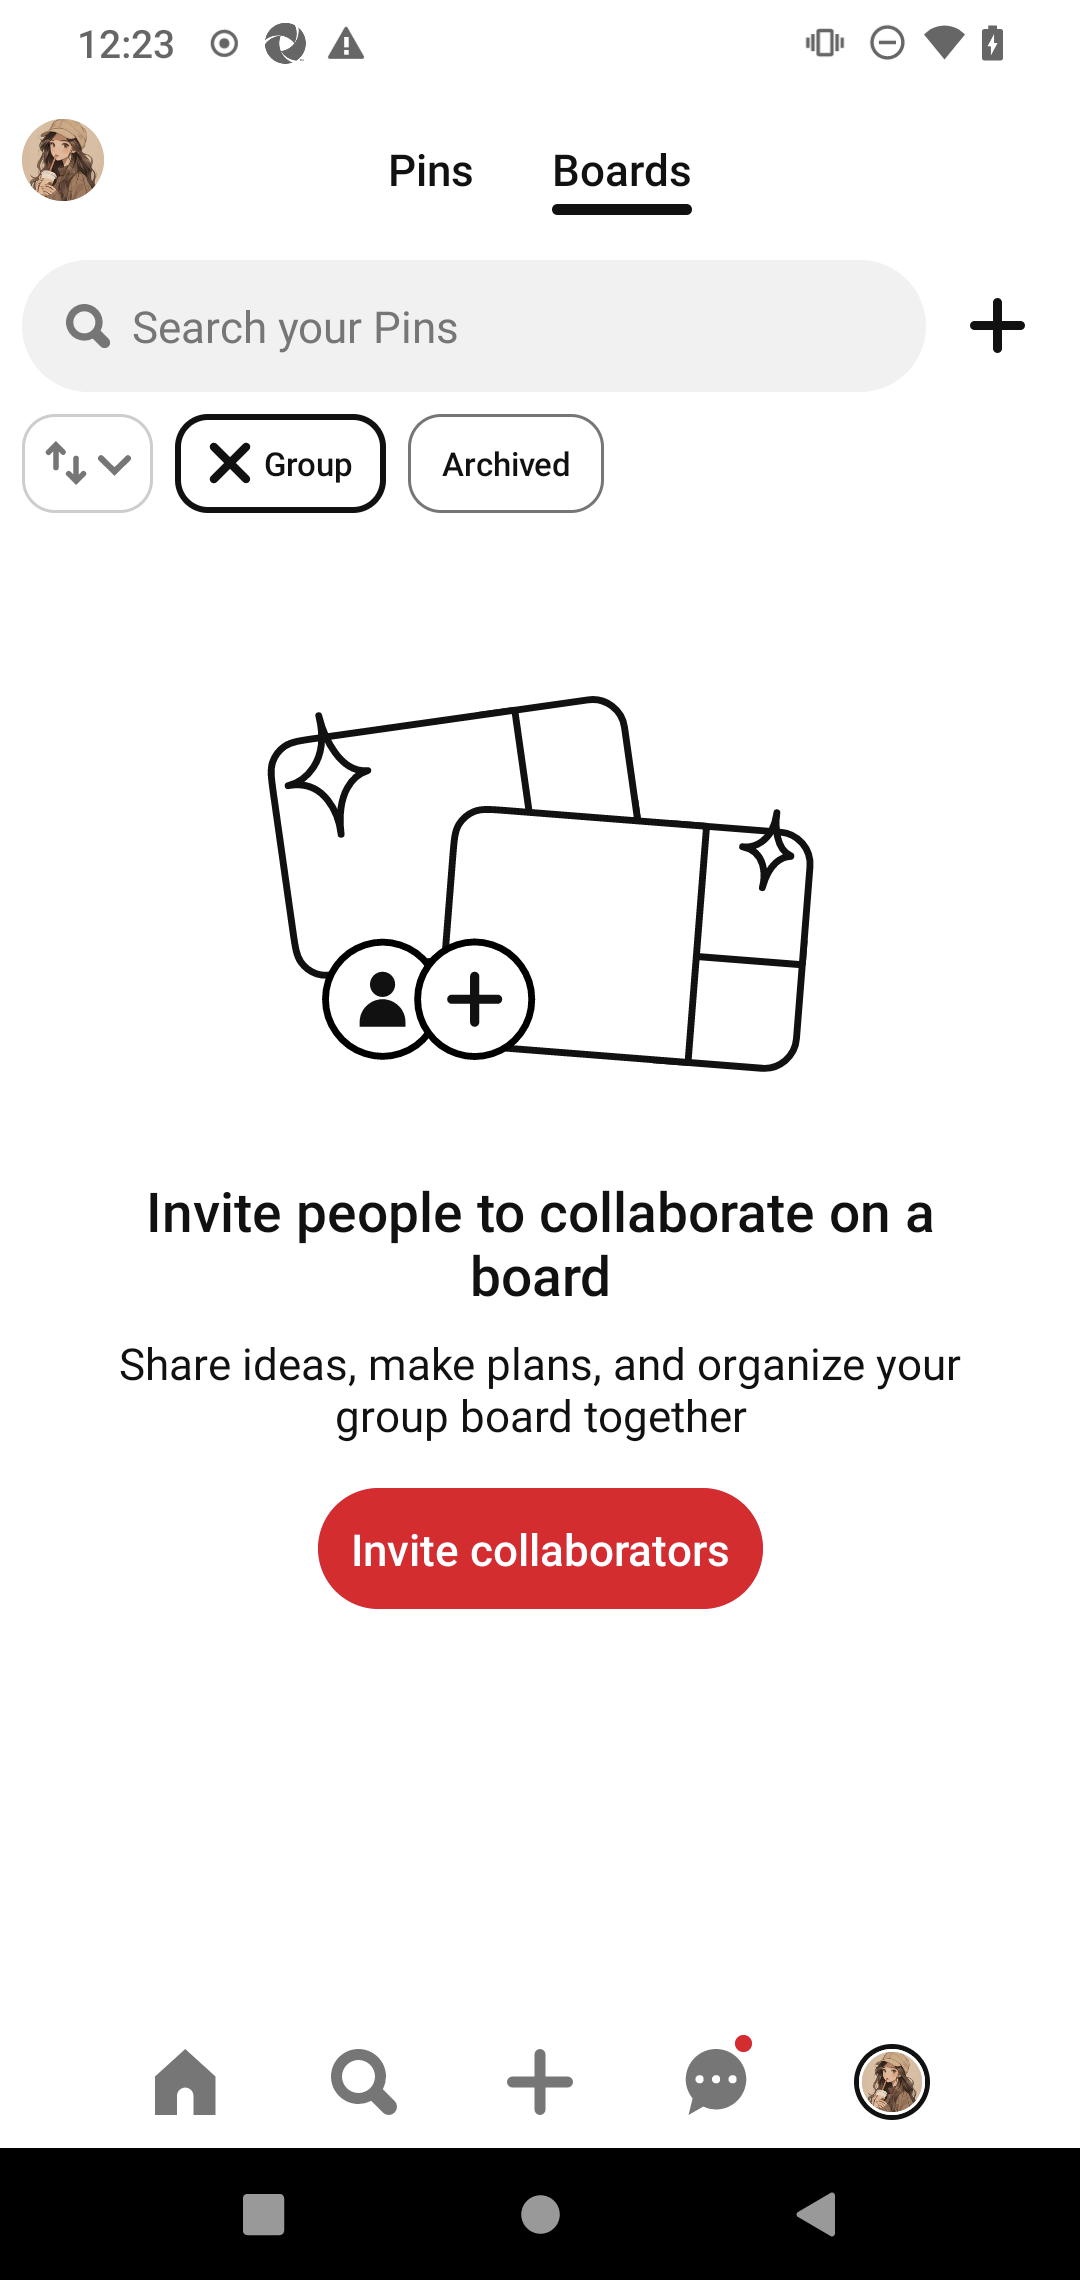 12:23
Pins
Boards
Search your Pins
Group
Archived
Invite people to collaborate on a
board
Share ideas, make plans, and organize your
group board together
Invite collaborators